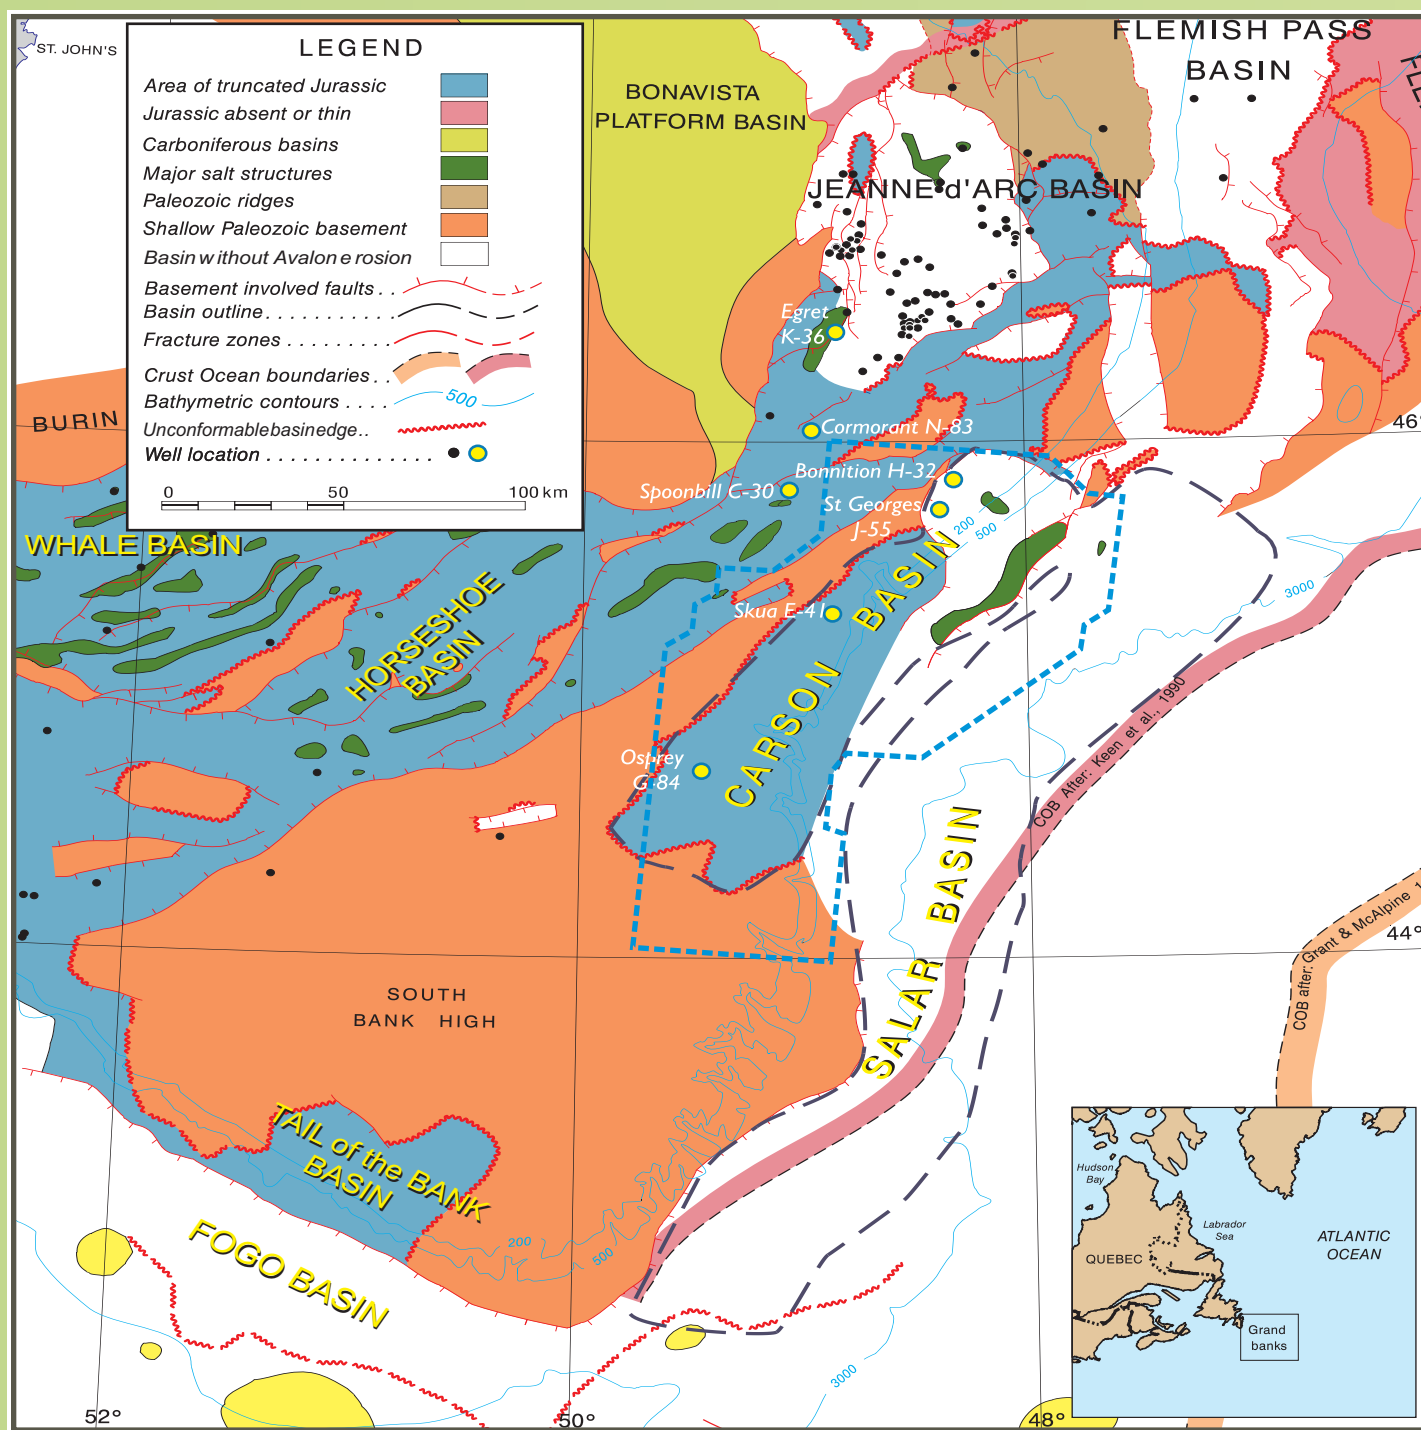 ST. JOHN'S
LEGEND
Area of truncated Jurassic
Jurassic absent or thin
Carboniferous basins
Major salt structures
Paleozoic ridges
Shallow Paleozoic basement
Basin without Avalon erosion
Basement involved faults . .
Basin outline . . . . . . . . . . .
Fracture zones . . . . . . . . .
Crust Ocean boundaries . .
Bathymetric contours . . . .
500
Unconformable basin edge . .
Well location . . . . . . . . . . . . . .
0 50 100 km
BONAVISTA
PLATFORM BASIN
FLEMISH PASS
BASIN
FLE
JEANNE d'ARC BASIN
Egret
K-36
BURIN
46°
Cormorant N-83
Bonnition H-32
Spoonbill C-30
St Georges
J-55
200
500
WHALE BASIN
HORSESHOE
BASIN
Skua E-41
CARSON BASIN
3000
Osprey
G-84
COB After: Keen et al., 1990
SALAR BASIN
44°
COB after: Grant & McAlpine 1
SOUTH
BANK HIGH
TAIL of the BANK
BASIN
FOGO BASIN
200
500
3000
52°
50°
48°
Hudson
Bay
Labrador
Sea
QUEBEC
ATLANTIC
OCEAN
Grand
banks